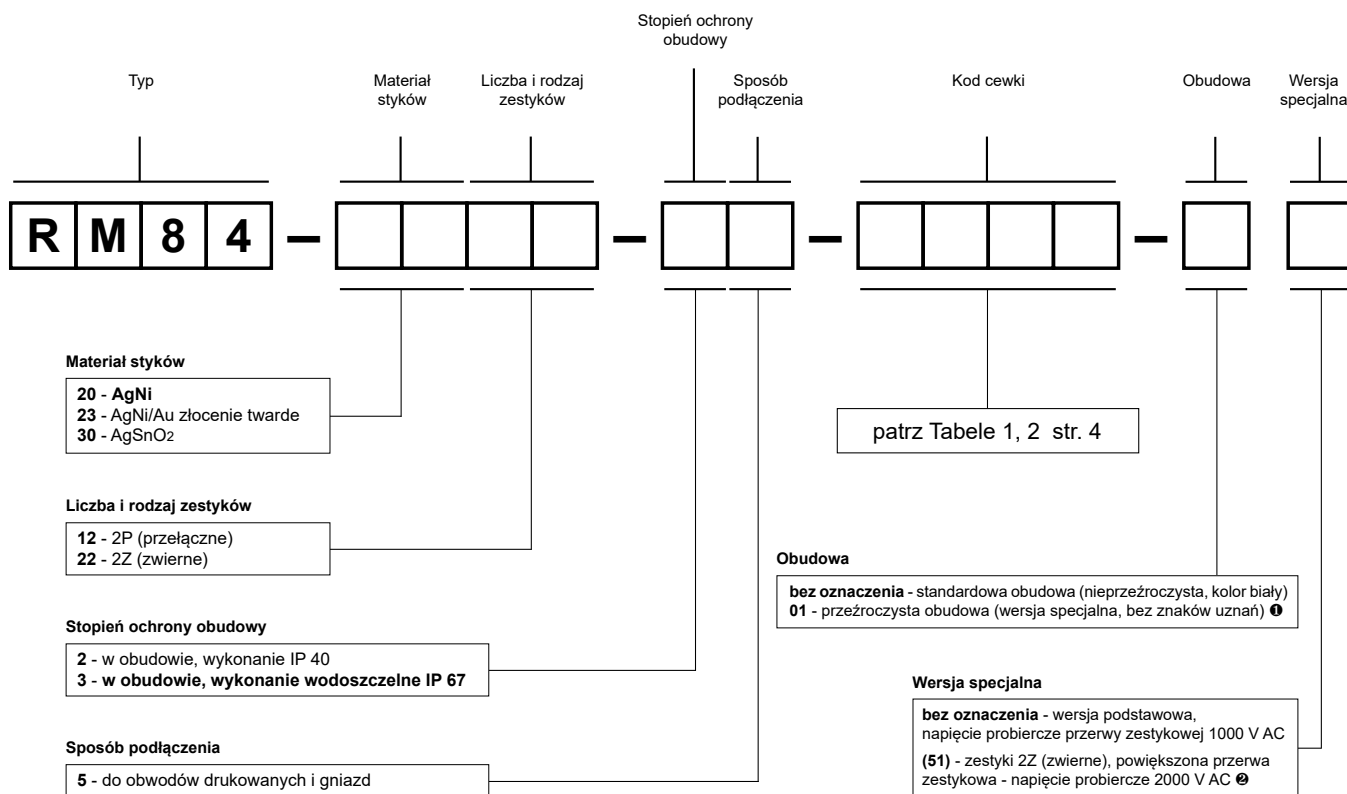 Stopień ochrony
obudowy
Typ
Materiał
styków
Liczba i rodzaj
zestyków
Sposób
podłączenia
Kod cewki
Obudowa
Wersja
specjalna
R M 8 4 – – – –
Materiał styków
20 - AgNi
23 - AgNi/Au złocenie twarde
30 - AgSnO2
patrz Tabele 1, 2 str. 4
Liczba i rodzaj zestyków
12 - 2P (przełączne)
22 - 2Z (zwierne)
Obudowa
bez oznaczenia - standardowa obudowa (nieprzeźroczysta, kolor biały)
01 - przeźroczysta obudowa (wersja specjalna, bez znaków uznań) ❶
Stopień ochrony obudowy
2 - w obudowie, wykonanie IP 40
3 - w obudowie, wykonanie wodoszczelne IP 67
Wersja specjalna
bez oznaczenia - wersja podstawowa,
napięcie probiercze przerwy zestykowej 1000 V AC
(51) - zestyki 2Z (zwierne), powiększona przerwa
zestykowa - napięcie probiercze 2000 V AC ❷
Sposób podłączenia
5 - do obwodów drukowanych i gniazd